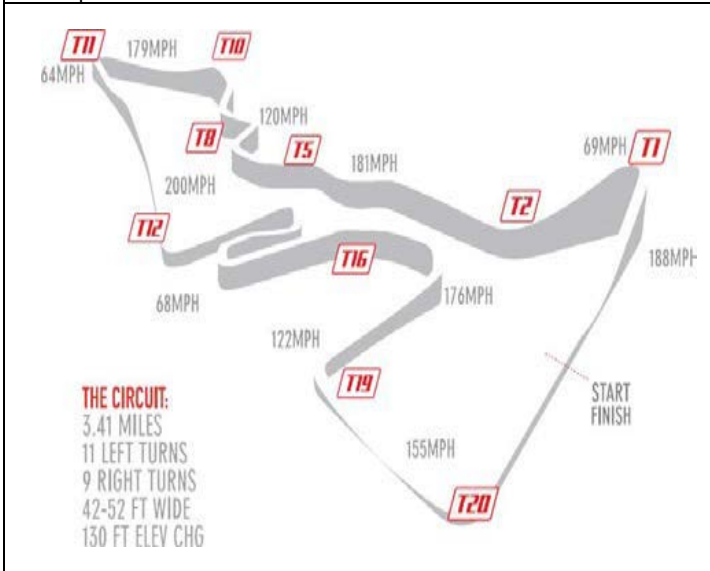 T11
179MPH
T10
64MPH
120MPH
T8
T5
69MPH
T1
181MPH
200MPH
T2
T12
188MPH
T16
68MPH
176MPH
122MPH
T19
START
FINISH
THE CIRCUIT:
3.41 MILES
11 LEFT TURNS
9 RIGHT TURNS
42-52 FT WIDE
130 FT ELEV CHG
155MPH
T20